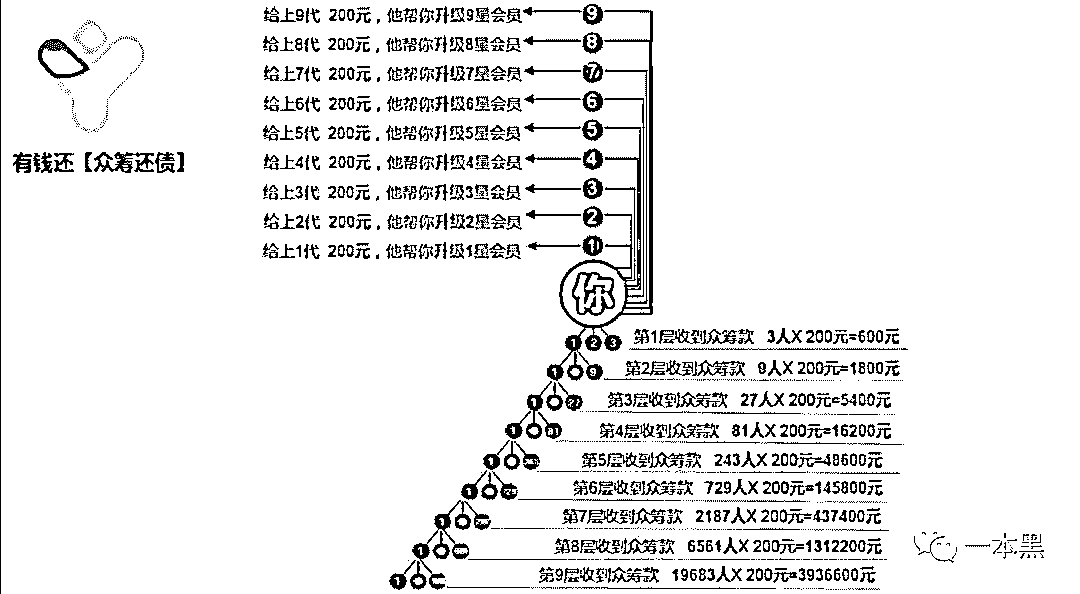 给上9代 200元，他帮你升级9星会员 9
给上8代 200元，他帮你升级8星会员 8
给上7代 200元，他帮你升级7星会员 7
给上6代 200元，他帮你升级6星会员 6
给上5代 200元，他帮你升级5星会员 5
给上4代 200元，他帮你升级4星会员 4
给上3代 200元，他帮你升级3星会员 3
给上2代 200元，他帮你升级2星会员 2
给上1代 200元，他帮你升级1星会员 1
有钱还【众筹还债】
你
1 2 3 第1层收到众筹款 3人X 200元=600元
1 9 第2层收到众筹款 9人X 200元=1800元
1 27 第3层收到众筹款 27人X 200元=5400元
1 81 第4层收到众筹款 81人X 200元=16200元
1 第5层收到众筹款 243人X 200元=48600元
1 第6层收到众筹款 729人X 200元=145800元
1 第7层收到众筹款 2187人X 200元=437400元
1 第8层收到众筹款 6561人X 200元=1312200元
1 第9层收到众筹款 19683人X 200元=3936600元
一本黑